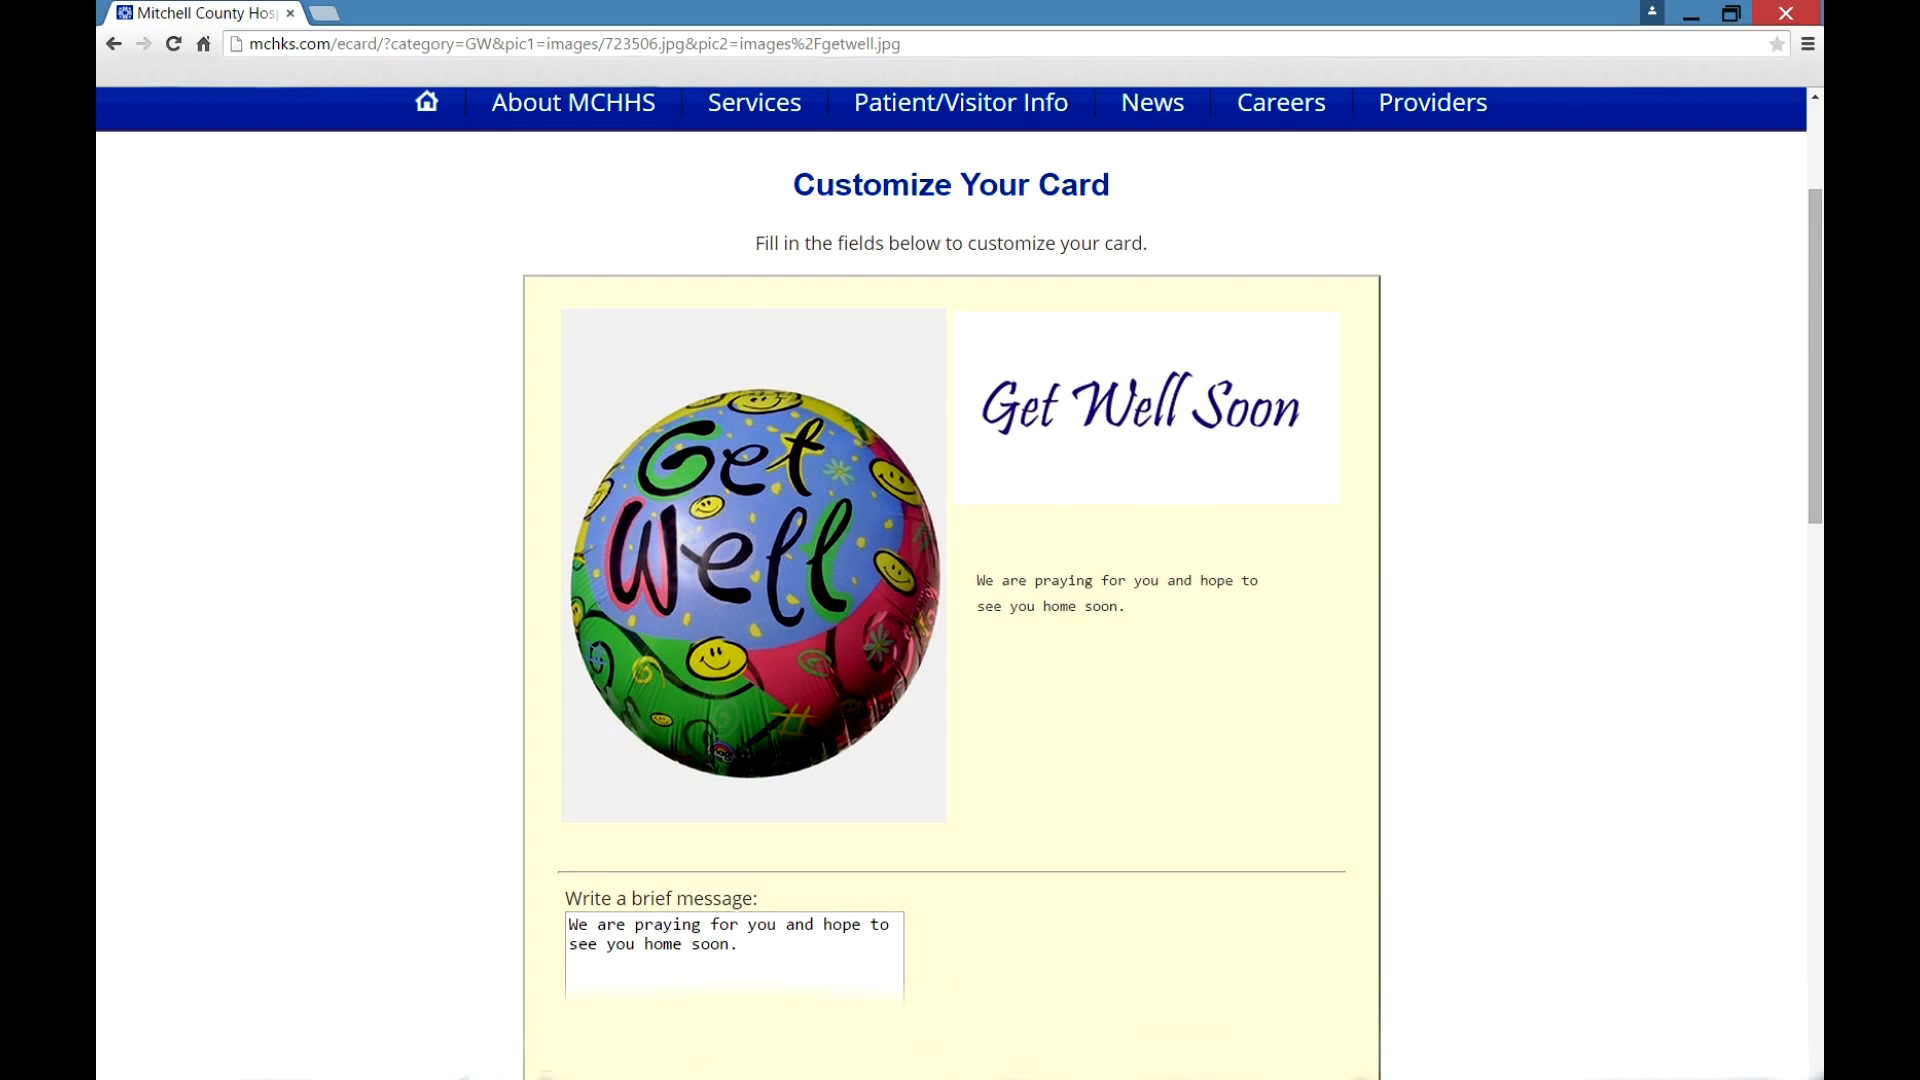 Mitchell County Hosp
mchks.com/ecard/?category=GW&pic1=images/723506.jpg&pic2=images%2Fgetwell.jpg
About MCHHS
Services
Patient/Visitor Info
News
Careers
Providers
Customize Your Card
Fill in the fields below to customize your card.
Get
Well
Get Well Soon
We are praying for you and hope to
see you home soon.
Write a brief message:
We are praying for you and hope to
see you home soon.